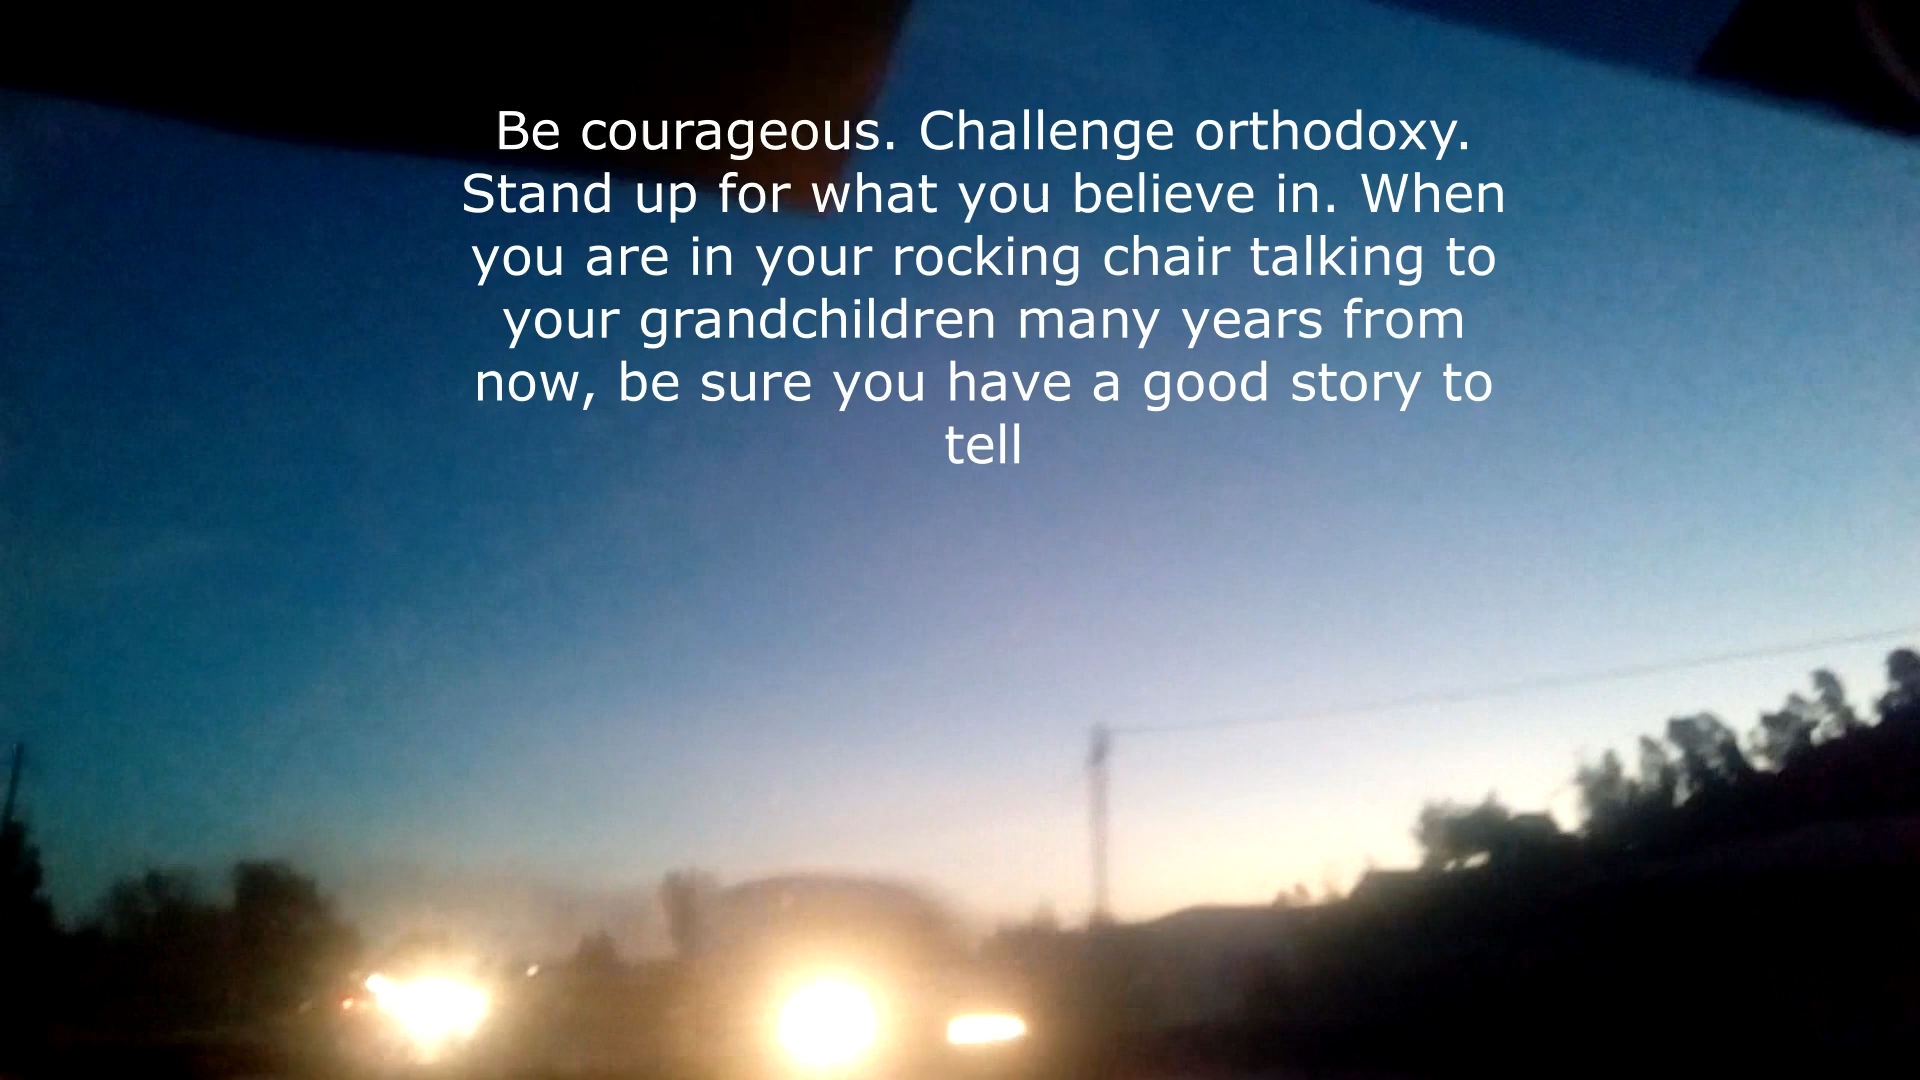 Be courageous. Challenge orthodoxy.
Stand up for what you believe in. When
you are in your rocking chair talking to
your grandchildren many years from
now, be sure you have a good story to
tell